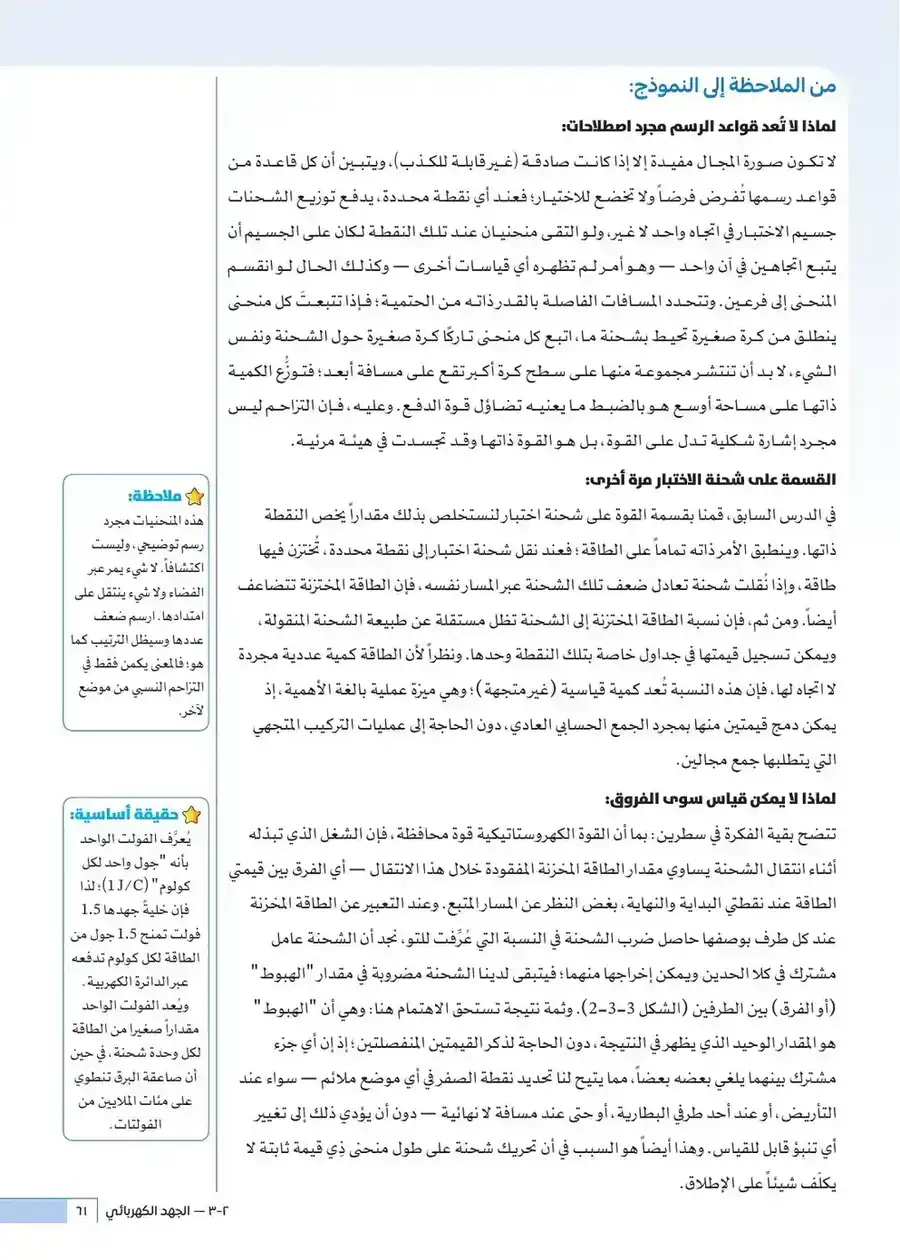 من الملاحظة إلى النموذج:
لماذا لا تُعد قواعد الرسم مجرد اصطلاحات:
لا تكون صورة المجال مفيدة إلا إذا كانت صادقة (غير قابلة للكذب)، ويتبين أن كل قاعدة من
قواعد رسمها تُفرض فرضاً ولا تخضع للاختيار؛ فعند أي نقطة محددة، يدفع توزيع الشحنات
جسيم الاختبار في اتجاه واحد لا غير، ولو التقى منحنيان عند تلك النقطة لكان على الجسيم أن
يتبع اتجاهين في آن واحد — وهو أمر لم تظهره أي قياسات أخرى — وكذلك الحال لو انقسم
المنحنى إلى فرعين. وتتحدد المسافات الفاصلة بالقدر ذاته من الحتمية؛ فإذا تتبعتَ كل منحنى
ينطلق من كرة صغيرة تحيط بشحنة ما، اتبع كل منحنى تاركًا كرة صغيرة حول الشحنة ونفس
الشيء، لا بد أن تنتشر مجموعة منها على سطح كرة أكبر تقع على مسافة أبعد؛ فتوزُّع الكمية
ذاتها على مساحة أوسع هو بالضبط ما يعنيه تضاؤل قوة الدفع. وعليه، فإن التزاحم ليس
مجرد إشارة شكلية تدل على القوة، بل هو القوة ذاتها وقد تجسدت في هيئة مرئية.
القسمة على شحنة الاختبار مرة أخرى:
في الدرس السابق، قمنا بقسمة القوة على شحنة اختبار لنستخلص بذلك مقداراً يخص النقطة
ذاتها. وينطبق الأمر ذاته تماماً على الطاقة؛ فعند نقل شحنة اختبار إلى نقطة محددة، تُختزن فيها
طاقة، وإذا نُقلت شحنة تعادل ضعف تلك الشحنة عبر المسار نفسه، فإن الطاقة المختزنة تتضاعف
أيضاً. ومن ثم، فإن نسبة الطاقة المختزنة إلى الشحنة تظل مستقلة عن طبيعة الشحنة المنقولة،
ويمكن تسجيل قيمتها في جداول خاصة بتلك النقطة وحدها. ونظراً لأن الطاقة كمية عددية مجردة
لا اتجاه لها، فإن هذه النسبة تُعد كمية قياسية (غير متجهة)؛ وهي ميزة عملية بالغة الأهمية، إذ
يمكن دمج قيمتين منها بمجرد الجمع الحسابي العادي، دون الحاجة إلى عمليات التركيب المتجهي
التي يتطلبها جمع مجالين.
لماذا لا يمكن قياس سوى الفروق:
تتضح بقية الفكرة في سطرين: بما أن القوة الكهروستاتيكية قوة محافظة، فإن الشغل الذي تبذله
أثناء انتقال الشحنة يساوي مقدار الطاقة المخزنة المفقودة خلال هذا الانتقال — أي الفرق بين قيمتي
الطاقة عند نقطتي البداية والنهاية، بغض النظر عن المسار المتبع. وعند التعبير عن الطاقة المخزنة
عند كل طرف بوصفها حاصل ضرب الشحنة في النسبة التي عُرِّفت للتو، نجد أن الشحنة عامل
مشترك في كلا الحدين ويمكن إخراجها منهما؛ فيتبقى لدينا الشحنة مضروبة في مقدار "الهبوط"
(أو الفرق) بين الطرفين (الشكل 3-3-2). وثمة نتيجة تستحق الاهتمام هنا: وهي أن "الهبوط"
هو المقدار الوحيد الذي يظهر في النتيجة، دون الحاجة لذكر القيمتين المنفصلتين؛ إذ إن أي جزء
مشترك بينهما يلغي بعضه بعضاً، مما يتيح لنا تحديد نقطة الصفر في أي موضع ملائم — سواء عند
التأريض، أو عند أحد طرفي البطارية، أو حتى عند مسافة لا نهائية — دون أن يؤدي ذلك إلى تغيير
أي تنبؤ قابل للقياس. وهذا أيضاً هو السبب في أن تحريك شحنة على طول منحنى ذِي قيمة ثابتة لا
يكلَف شيئاً على الإطلاق.
ملاحظة:
هذه المنحنيات مجرد
رسم توضيحي، وليست
اكتشافاً. لا شيء يمر عبر
الفضاء ولا شيء ينتقل على
امتدادها. ارسم ضعف
عددها وسيظل الترتيب كما
هو؛ فالمعنى يكمن فقط في
التزاحم النسبي من موضع
لآخر.
حقيقة أساسية:
يُعرَّف الفولت الواحد
بأنه "جول واحد لكل
كولوم" (1 J/C)؛ لذا
فإن خليةً جهدها 1.5
فولت تمنح 1.5 جول من
الطاقة لكل كولوم تدفعه
عبر الدائرة الكهربية.
ويُعد الفولت الواحد
مقداراً صغيرا من الطاقة
لكل وحدة شحنة، في حين
أن صاعقة البرق تنطوي
على مئات الملايين من
الفولتات.
٣-٢ — الجهد الكهربائي ٦١